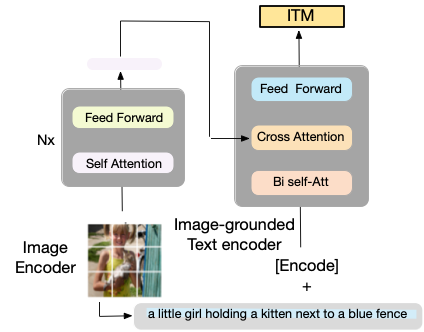 ITM
Feed Forward
Self Attention
Nx
Feed Forward
Cross Attention
Bi self-Att
Image
Encoder
Image-grounded
Text encoder
[Encode]
+
a little girl holding a kitten next to a blue fence